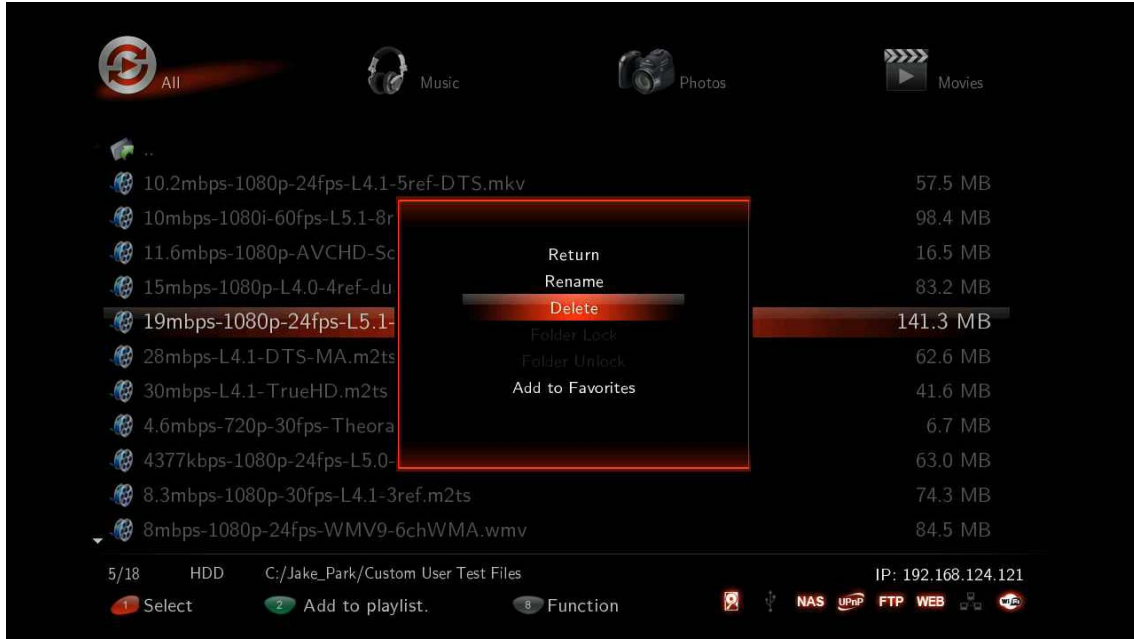 All
Music
Photos
Movies
..
10.2mbps-1080p-24fps-L4.1-5ref-DTS.mkv 57.5 MB
10mbps-1080i-60fps-L5.1-8r 98.4 MB
11.6mbps-1080p-AVCHD-Sc 16.5 MB
15mbps-1080p-L4.0-4ref-du 83.2 MB
19mbps-1080p-24fps-L5.1- 141.3 MB
28mbps-L4.1-DTS-MA.m2ts 62.6 MB
30mbps-L4.1-TrueHD.m2ts 41.6 MB
4.6mbps-720p-30fps-Theora 6.7 MB
4377kbps-1080p-24fps-L5.0- 63.0 MB
8.3mbps-1080p-30fps-L4.1-3ref.m2ts 74.3 MB
8mbps-1080p-24fps-WMV9-6chWMA.wmv 84.5 MB
Return
Rename
Delete
Folder Lock
Folder Unlock
Add to Favorites
5/18 HDD C:/Jake_Park/Custom User Test Files IP: 192.168.124.121
1 Select 2 Add to playlist. 8 Function NAS UPnP FTP WEB WiFi